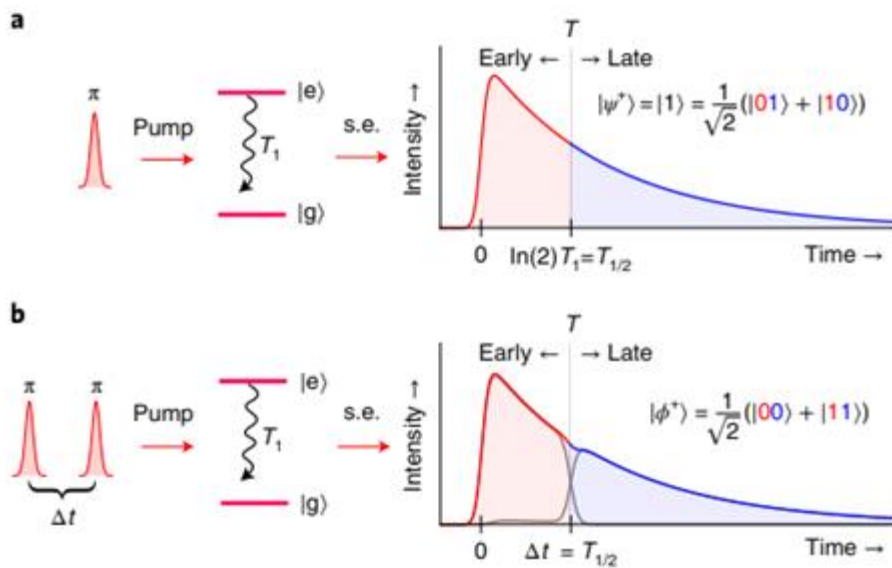 a
T
Early ← → Late
π
Pump
|e⟩
T₁
s.e.
|g⟩
Intensity →
|ψ⁺⟩ = |1⟩ = 1/√2 (|01⟩ + |10⟩)
0
ln(2) T₁ = T₁/₂
Time →
b
T
Early ← → Late
π π
Pump
|e⟩
T₁
s.e.
|g⟩
Δt
Intensity →
|ϕ⁺⟩ = 1/√2 (|00⟩ + |11⟩)
0
Δt = T₁/₂
Time →